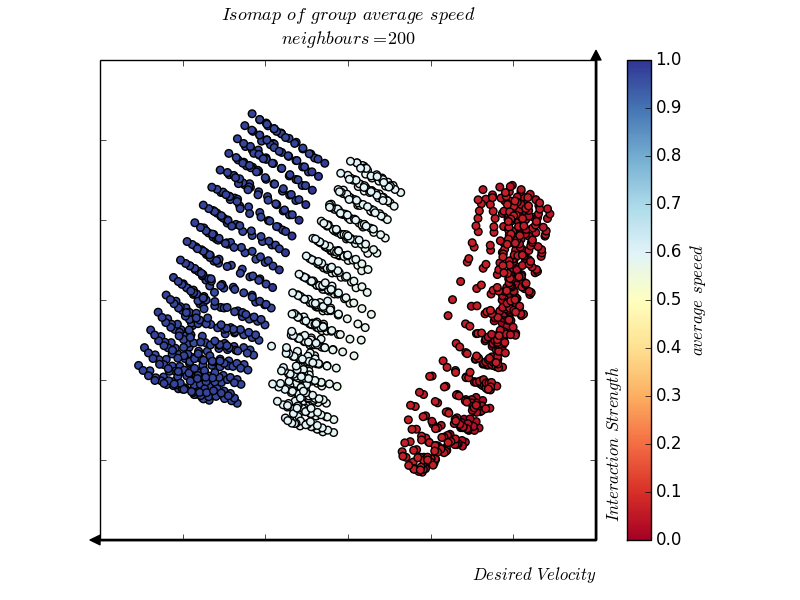 Isomap of group average speed
neighbours = 200
1.0
0.9
0.8
0.7
0.6
0.5
0.4
0.3
0.2
0.1
0.0
average speed
Interaction Strength
Desired Velocity